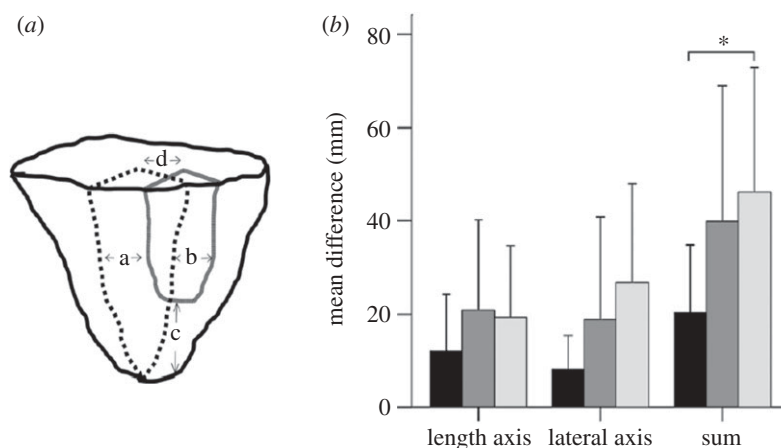 (a)
d
a
b
c
(b)
mean difference (mm)
80
60
40
20
0
*
length axis
lateral axis
sum